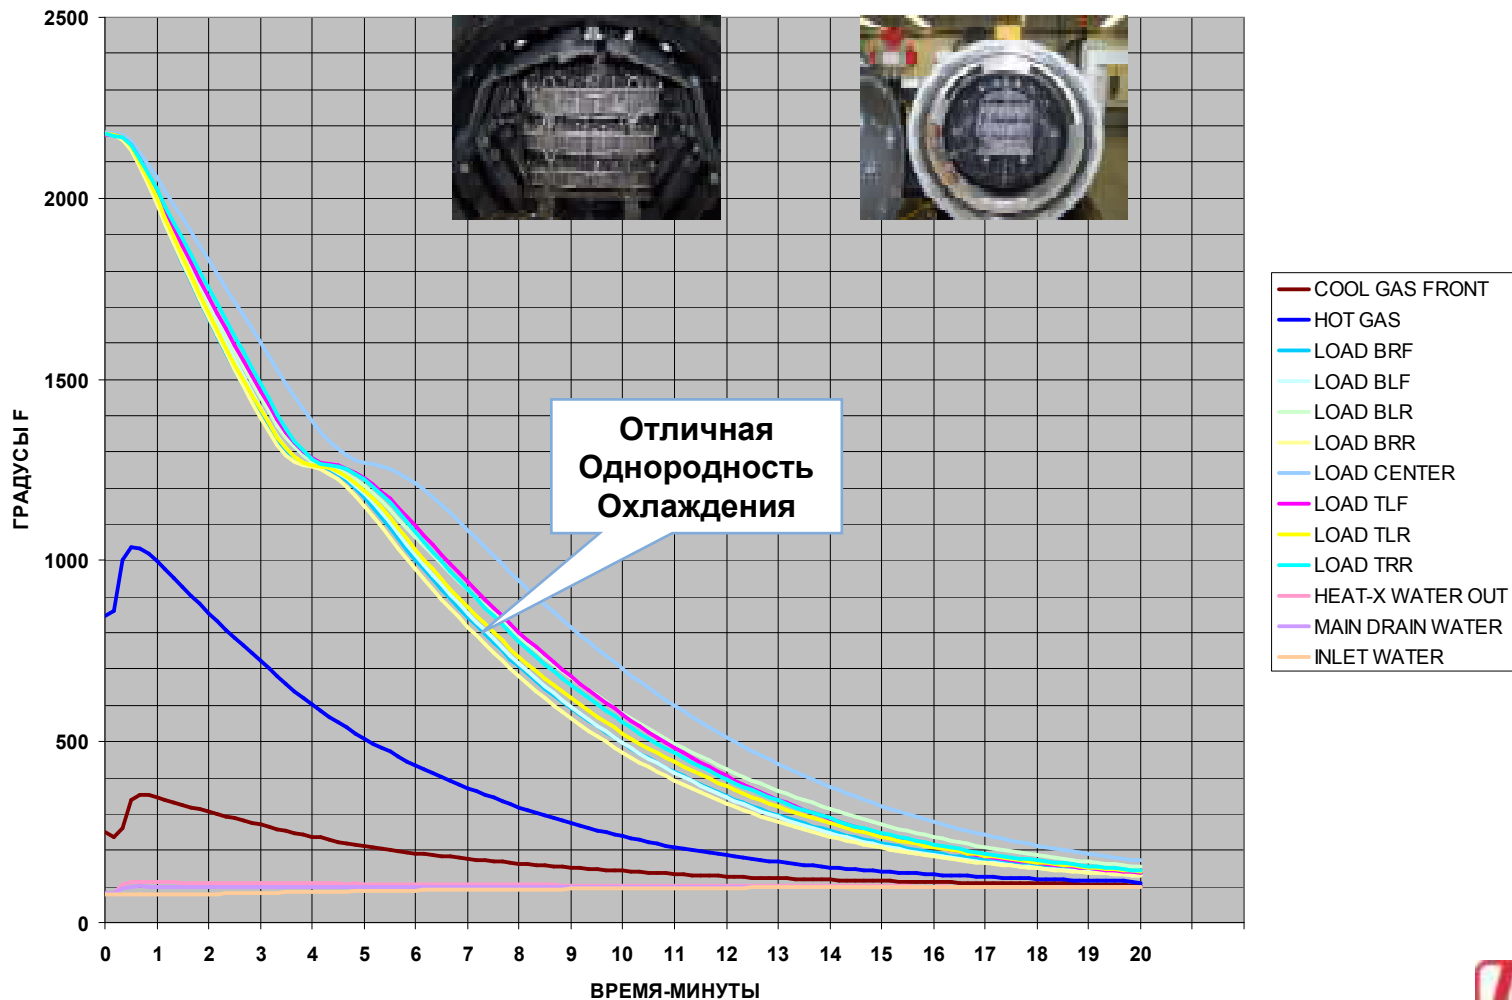 2500
2000
1500
1000
500
0
ГРАДУСЫ F
0 1 2 3 4 5 6 7 8 9 10 11 12 13 14 15 16 17 18 19 20
ВРЕМЯ-МИНУТЫ
Отличная
Однородность
Охлаждения
COOL GAS FRONT
HOT GAS
LOAD BRF
LOAD BLF
LOAD BLR
LOAD BRR
LOAD CENTER
LOAD TLF
LOAD TLR
LOAD TRR
HEAT-X WATER OUT
MAIN DRAIN WATER
INLET WATER